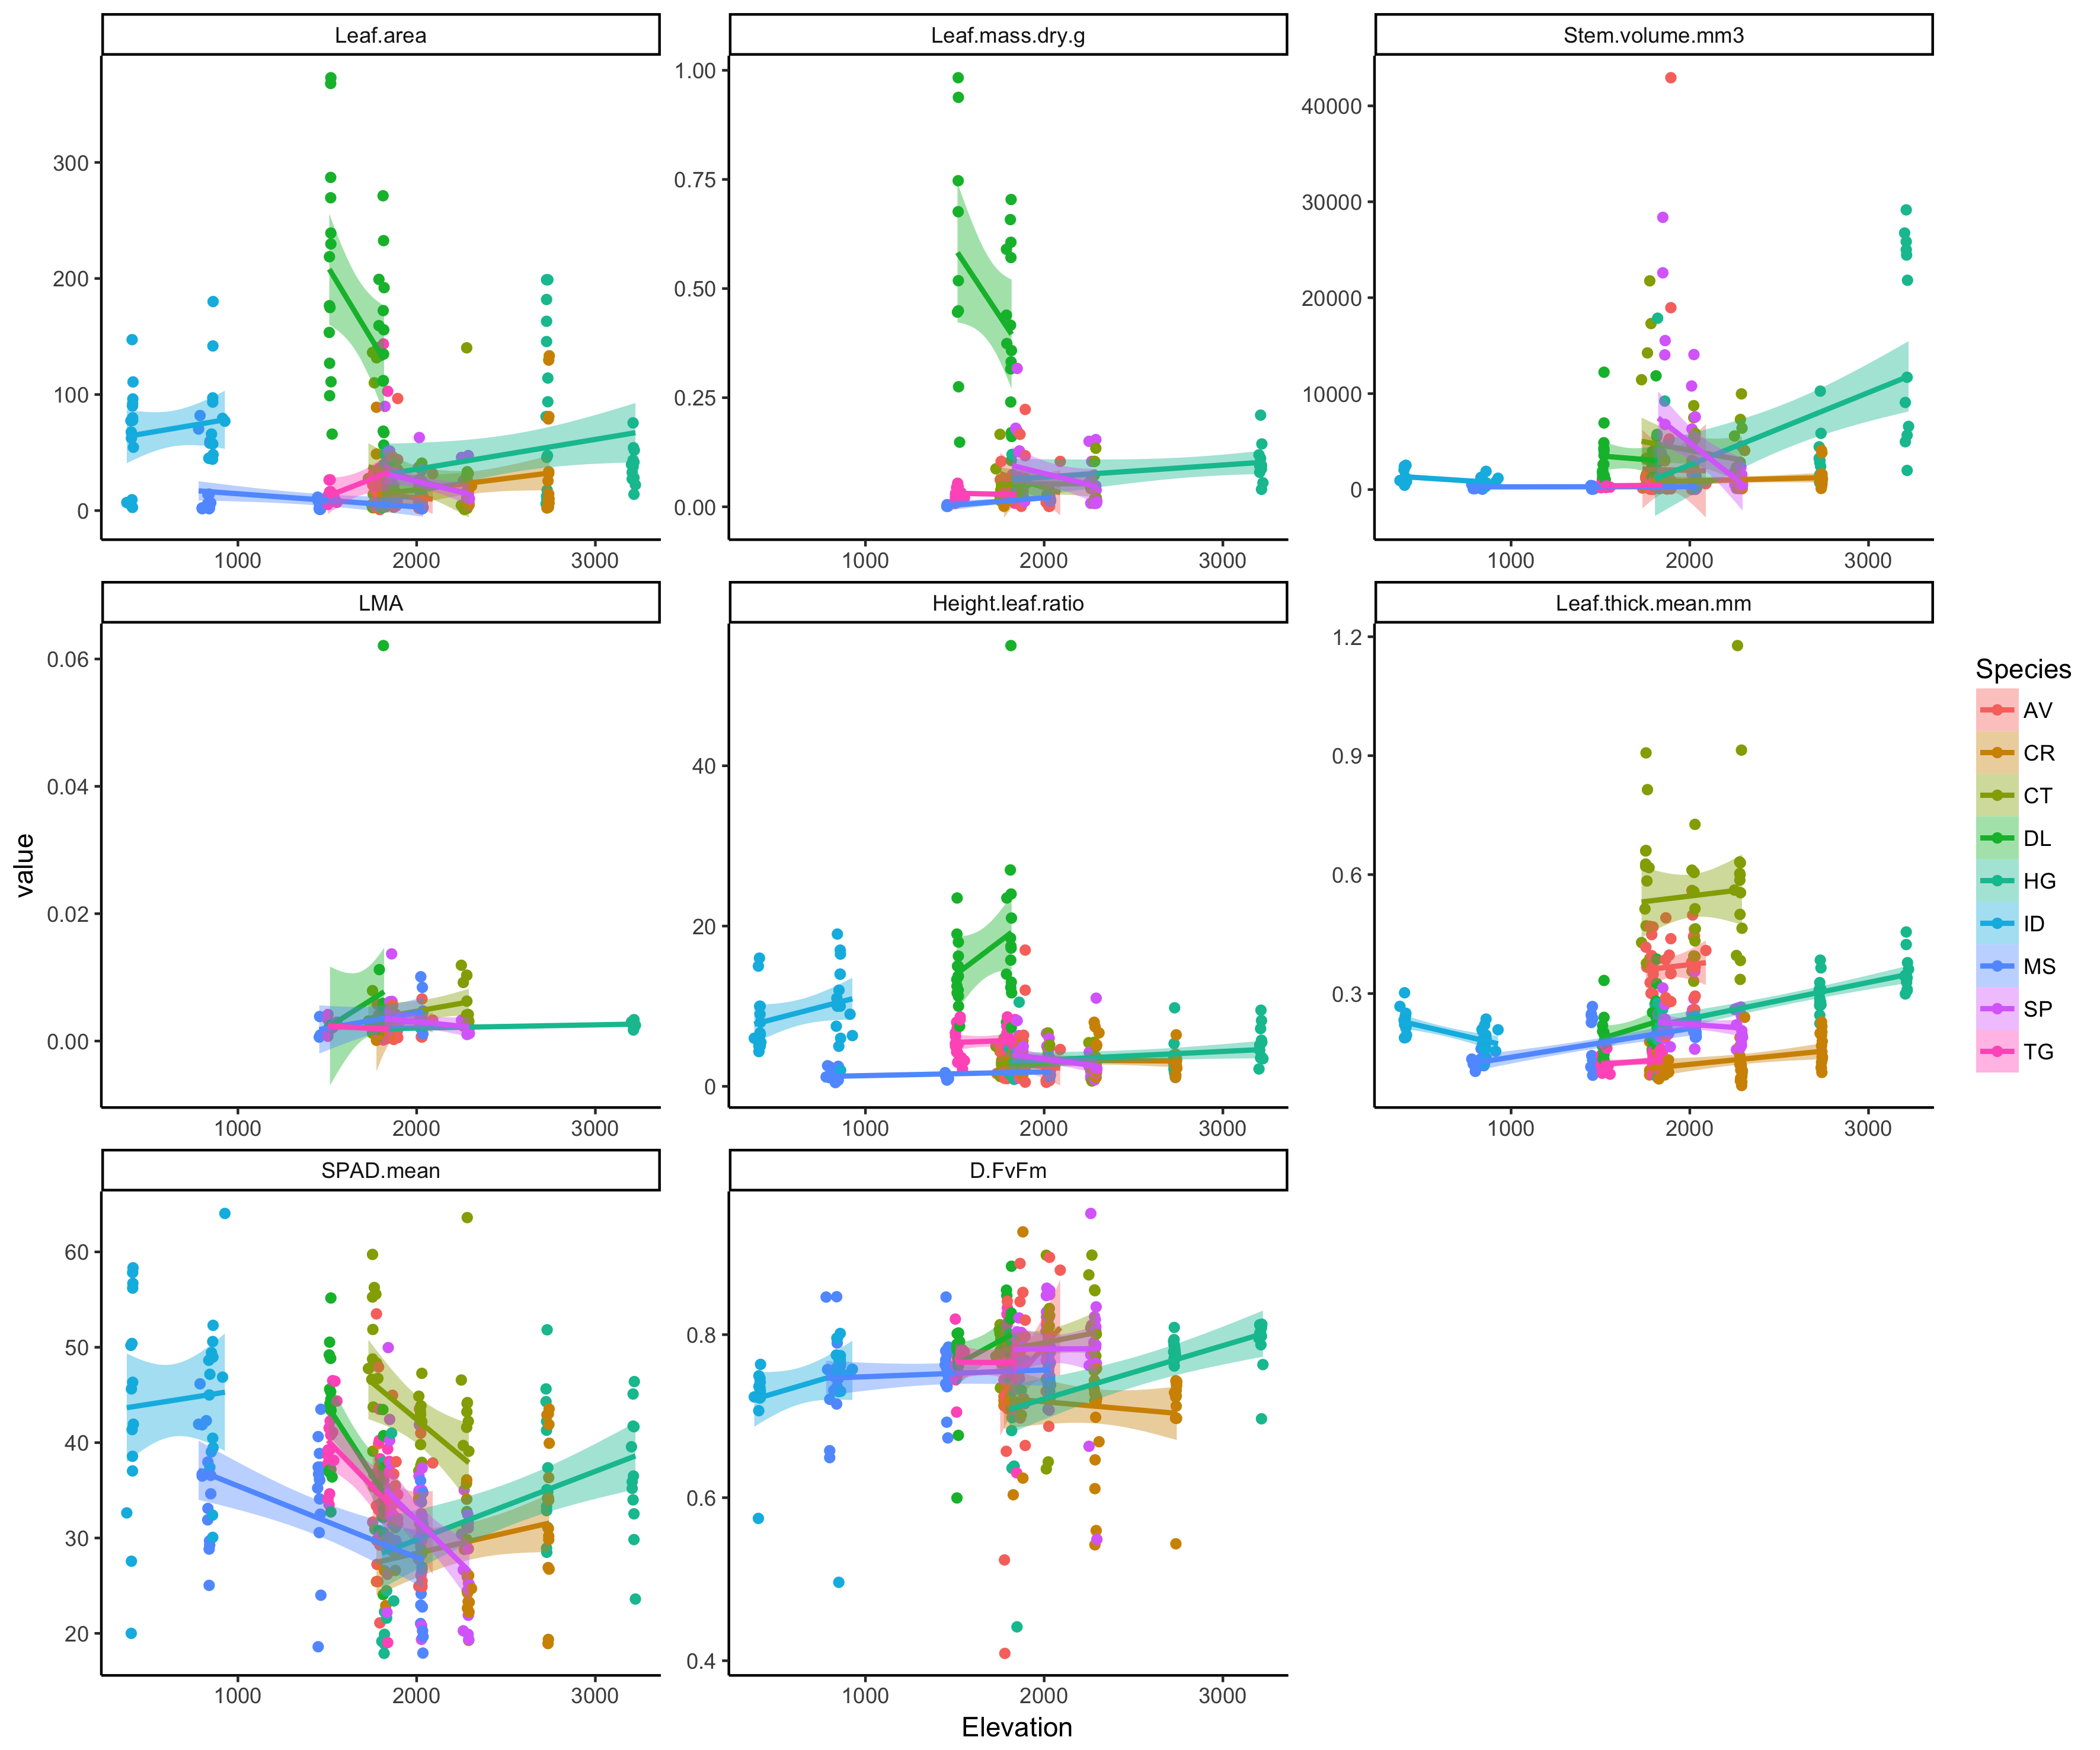 Leaf.area
Leaf.mass.dry.g
Stem.volume.mm3
300
200
100
0
1000
2000
3000
1.00
0.75
0.50
0.25
0.00
1000
2000
3000
40000
30000
20000
10000
0
1000
2000
3000
LMA
Height.leaf.ratio
Leaf.thick.mean.mm
0.06
0.04
0.02
0.00
1000
2000
3000
40
20
0
1000
2000
3000
1.2
0.9
0.6
0.3
1000
2000
3000
SPAD.mean
D.FvFm
60
50
40
30
20
1000
2000
3000
0.8
0.6
0.4
1000
2000
3000
value
Elevation
Species
AV
CR
CT
DL
HG
ID
MS
SP
TG